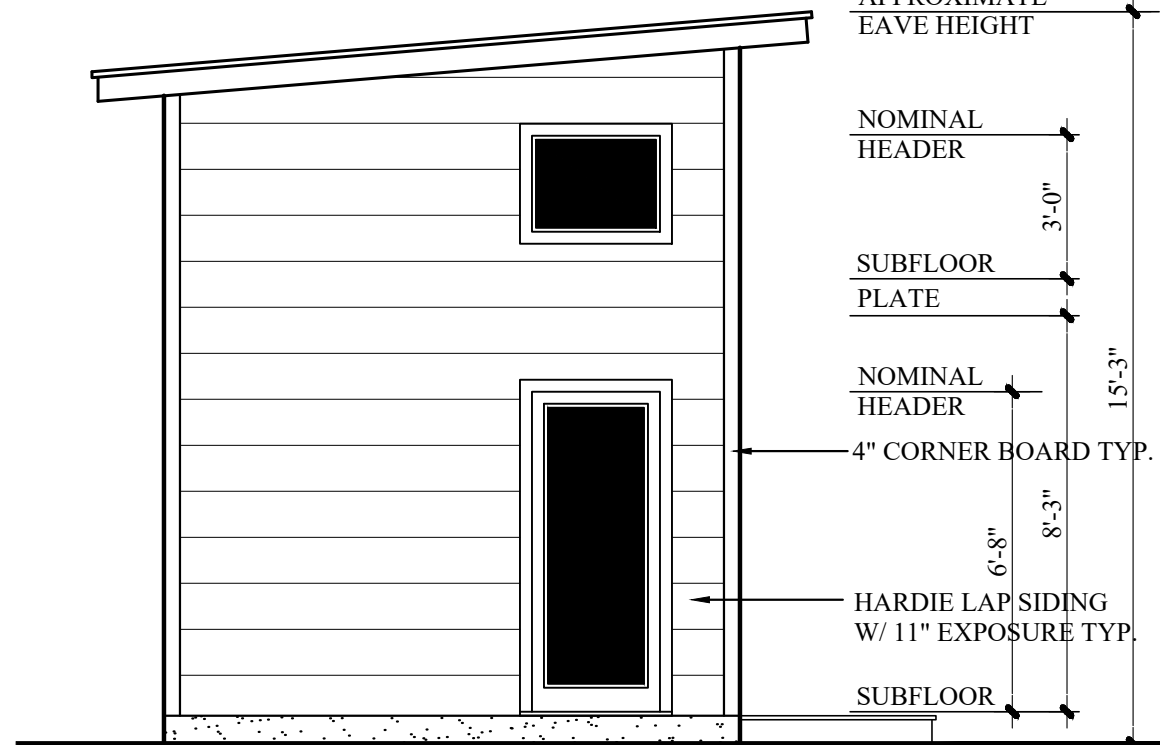 APPROXIMATE
EAVE HEIGHT
NOMINAL
HEADER
3'-0"
SUBFLOOR
PLATE
15'-3"
NOMINAL
HEADER
4" CORNER BOARD TYP.
8'-3"
6'-8"
HARDIE LAP SIDING
W/ 11" EXPOSURE TYP.
SUBFLOOR